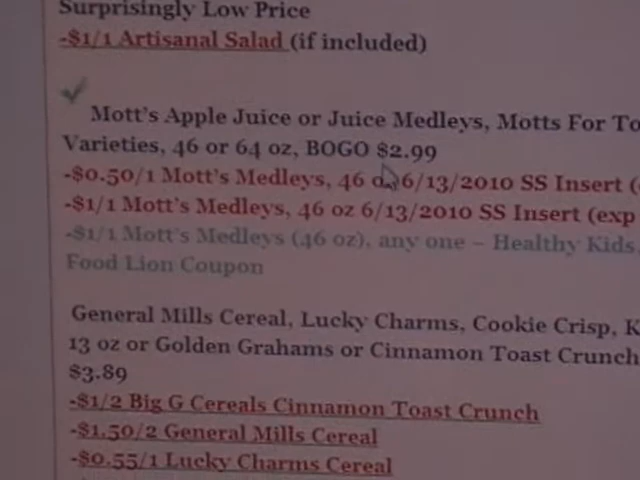 Surprisingly Low Price
-$1/1 Artisanal Salad (if included)
Mott's Apple Juice or Juice Medleys, Motts For To
Varieties, 46 or 64 oz, BOGO $2.99
-$0.50/1 Mott's Medleys, 46 oz 6/13/2010 SS Insert (
-$1/1 Mott's Medleys, 46 oz 6/13/2010 SS Insert (exp
-$1/1 Mott's Medleys (46 oz), any one – Healthy Kids
Food Lion Coupon
General Mills Cereal, Lucky Charms, Cookie Crisp, K
13 oz or Golden Grahams or Cinnamon Toast Crunch
$3.89
-$1/2 Big G Cereals Cinnamon Toast Crunch
-$1.50/2 General Mills Cereal
-$0.55/1 Lucky Charms Cereal